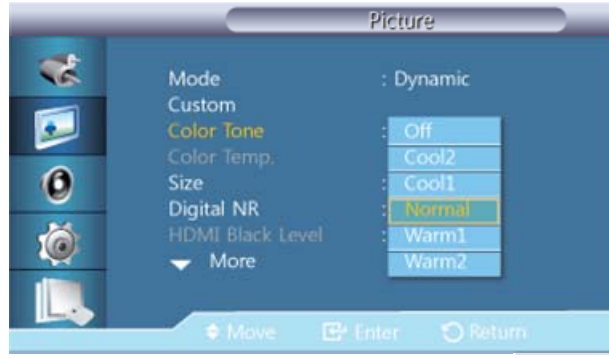 Picture
Mode : Dynamic
Custom
Color Tone : Off
Color Temp. Cool2
Size : Cool1
Digital NR : Normal
HDMI Black Level : Warm1
More Warm2
Move Enter Return